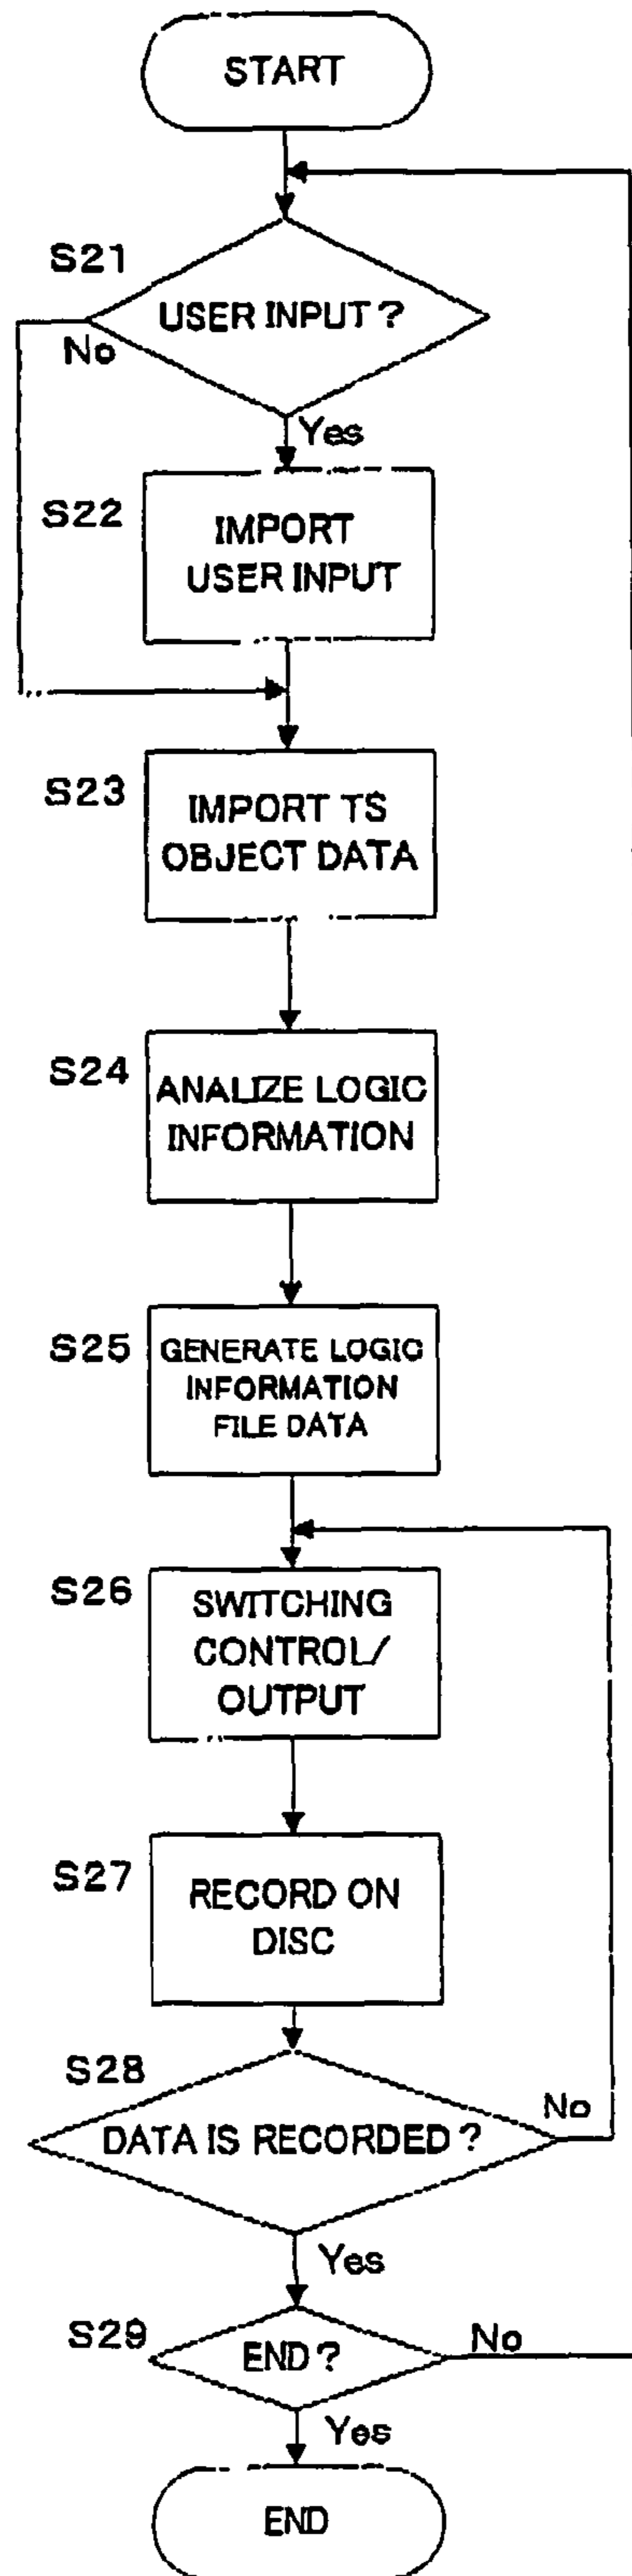 START
S21
USER INPUT ?
No
Yes
S22
IMPORT
USER INPUT
S23
IMPORT TS
OBJECT DATA
S24
ANALIZE LOGIC
INFORMATION
S25
GENERATE LOGIC
INFORMATION
FILE DATA
S26
SWITCHING
CONTROL/
OUTPUT
S27
RECORD ON
DISC
S28
DATA IS RECORDED ?
No
Yes
S29
END ?
No
Yes
END